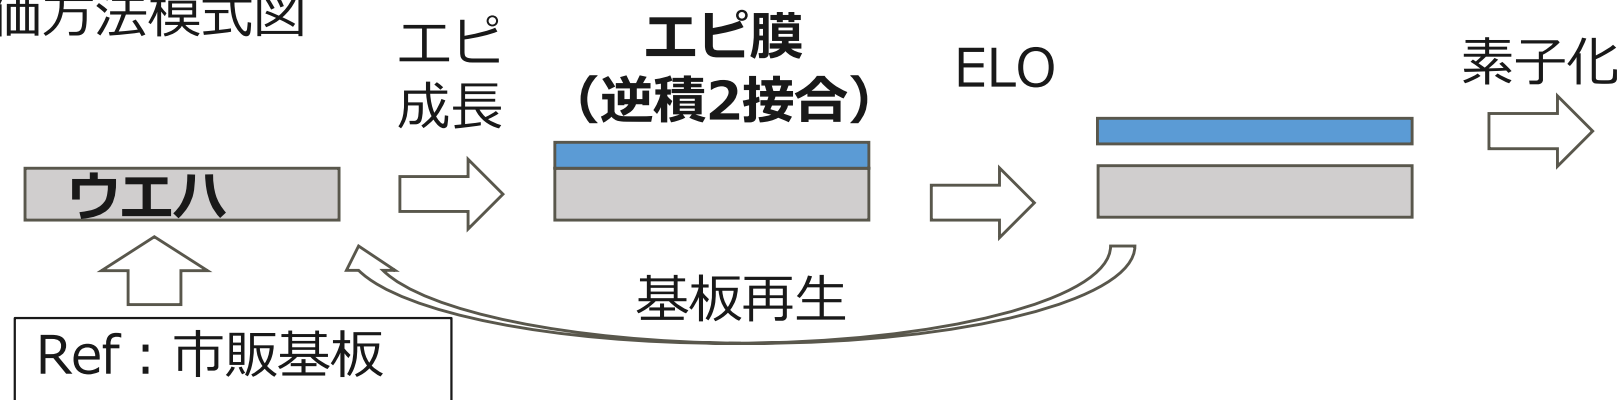 価方法模式図
エピ
成長
エピ膜
（逆積2接合）
ELO
素子化
ウエハ
基板再生
Ref：市販基板